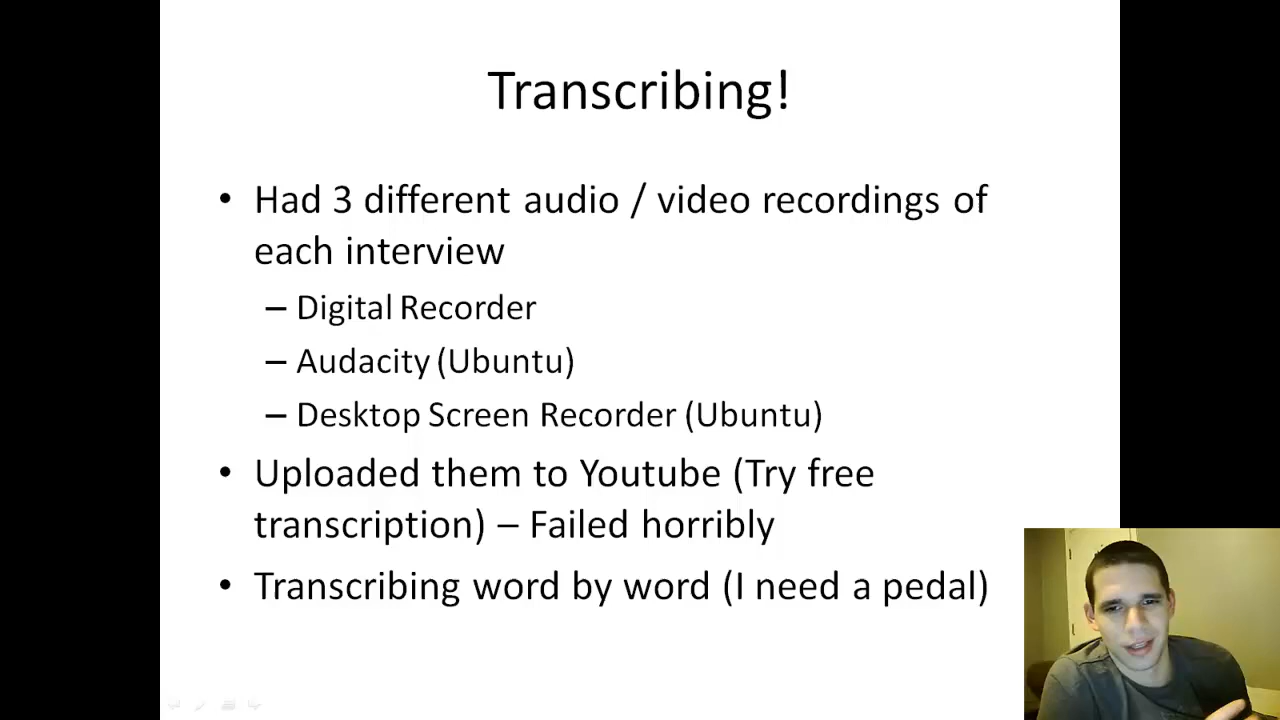 Transcribing!
• Had 3 different audio / video recordings of
each interview
– Digital Recorder
– Audacity (Ubuntu)
– Desktop Screen Recorder (Ubuntu)
• Uploaded them to Youtube (Try free
transcription) – Failed horribly
• Transcribing word by word (I need a pedal)